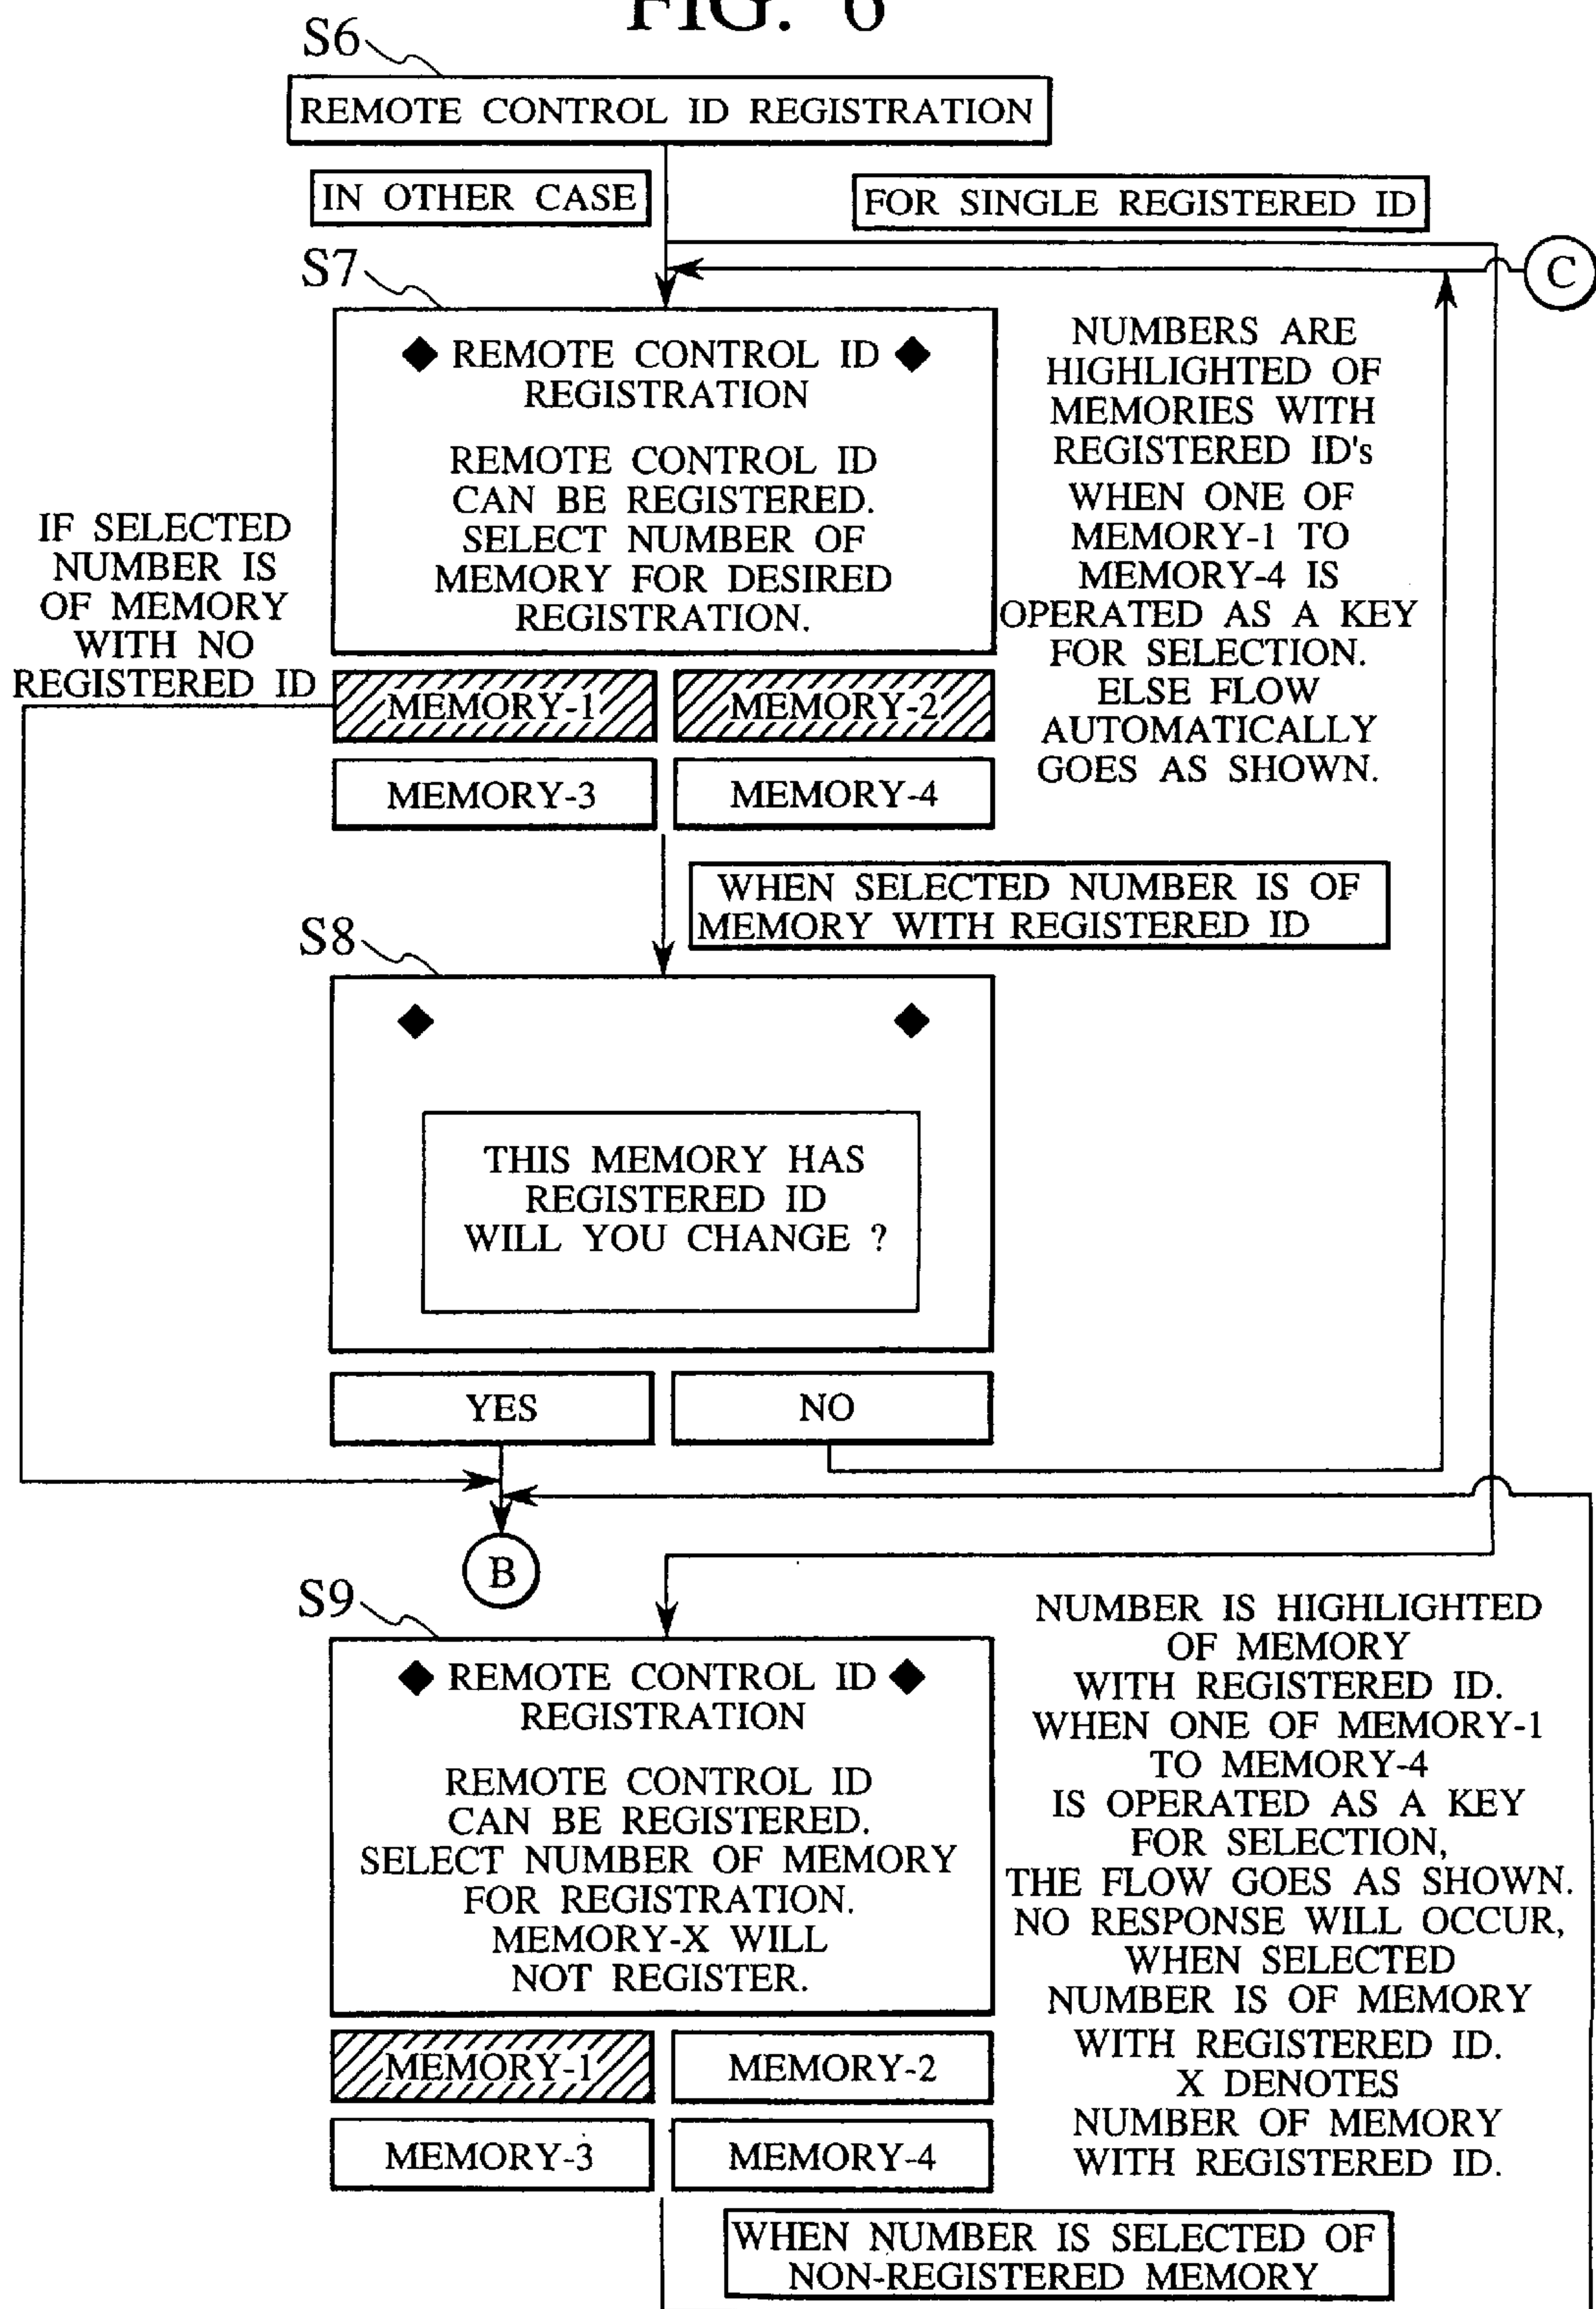 FIG. 6
S6
REMOTE CONTROL ID REGISTRATION
IN OTHER CASE
FOR SINGLE REGISTERED ID
C
S7
◆ REMOTE CONTROL ID ◆
REGISTRATION
REMOTE CONTROL ID
CAN BE REGISTERED.
SELECT NUMBER OF
MEMORY FOR DESIRED
REGISTRATION.
NUMBERS ARE
HIGHLIGHTED OF
MEMORIES WITH
REGISTERED ID's
WHEN ONE OF
MEMORY-1 TO
MEMORY-4 IS
OPERATED AS A KEY
FOR SELECTION.
ELSE FLOW
AUTOMATICALLY
GOES AS SHOWN.
IF SELECTED
NUMBER IS
OF MEMORY
WITH NO
REGISTERED ID
MEMORY-1
MEMORY-2
MEMORY-3
MEMORY-4
WHEN SELECTED NUMBER IS OF
MEMORY WITH REGISTERED ID
S8
◆ ◆
THIS MEMORY HAS
REGISTERED ID
WILL YOU CHANGE ?
YES
NO
B
S9
◆ REMOTE CONTROL ID ◆
REGISTRATION
REMOTE CONTROL ID
CAN BE REGISTERED.
SELECT NUMBER OF MEMORY
FOR REGISTRATION.
MEMORY-X WILL
NOT REGISTER.
NUMBER IS HIGHLIGHTED
OF MEMORY
WITH REGISTERED ID.
WHEN ONE OF MEMORY-1
TO MEMORY-4
IS OPERATED AS A KEY
FOR SELECTION,
THE FLOW GOES AS SHOWN.
NO RESPONSE WILL OCCUR,
WHEN SELECTED
NUMBER IS OF MEMORY
WITH REGISTERED ID.
X DENOTES
NUMBER OF MEMORY
WITH REGISTERED ID.
MEMORY-1
MEMORY-2
MEMORY-3
MEMORY-4
WHEN NUMBER IS SELECTED OF
NON-REGISTERED MEMORY